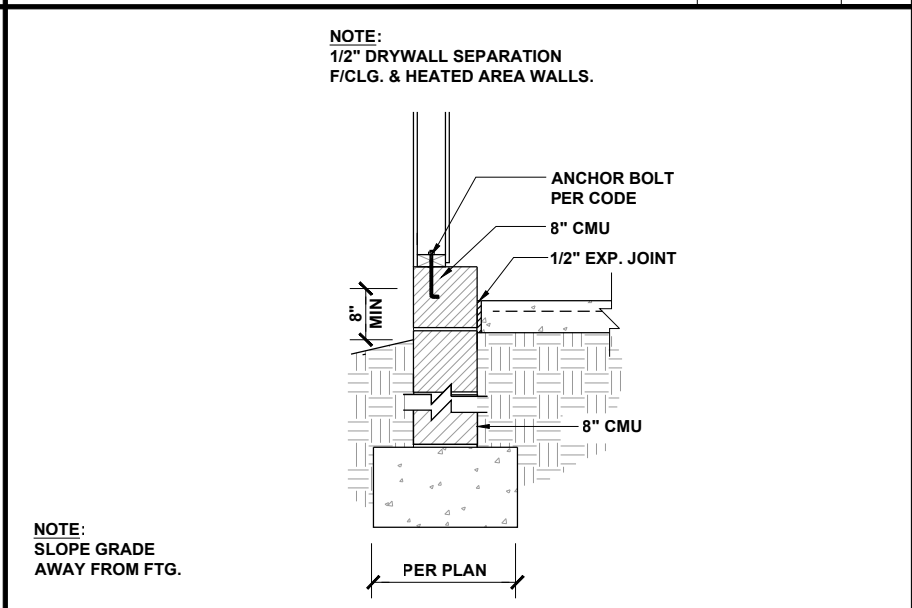 NOTE:
1/2" DRYWALL SEPARATION
F/CLG. & HEATED AREA WALLS.
ANCHOR BOLT
PER CODE
8" CMU
1/2" EXP. JOINT
8"
MIN
8" CMU
NOTE:
SLOPE GRADE
AWAY FROM FTG.
PER PLAN